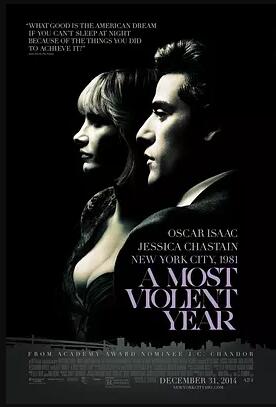 "WHAT GOOD IS THE AMERICAN DREAM
IF YOU CAN'T SLEEP AT NIGHT
BECAUSE OF THE THINGS YOU DID
TO ACHIEVE IT?"
OSCAR ISAAC
JESSICA CHASTAIN
NEW YORK CITY, 1981
A MOST
VIOLENT
YEAR
FROM ACADEMY AWARD NOMINEE J.C. CHANDOR
DECEMBER 31, 2014